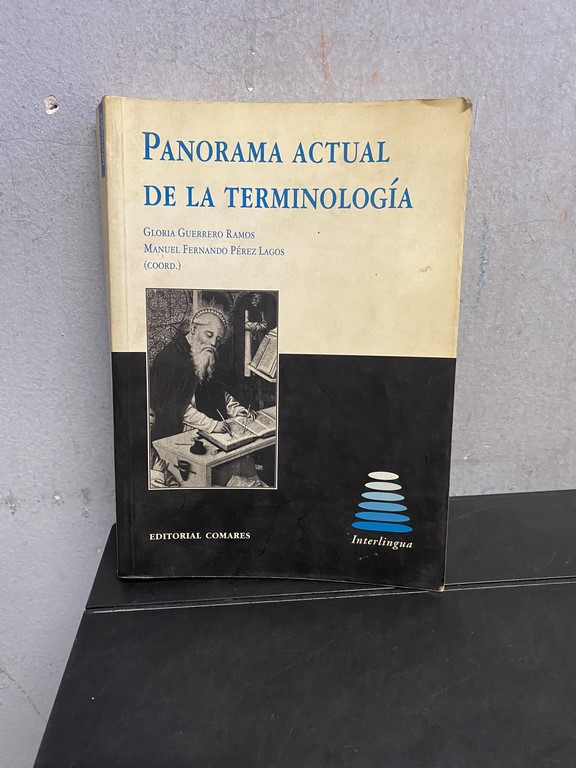 PANORAMA ACTUAL
DE LA TERMINOLOGÍA
GLORIA GUERRERO RAMOS
MANUEL FERNANDO PÉREZ LAGOS
(COORD.)
EDITORIAL COMARES
Interlingua